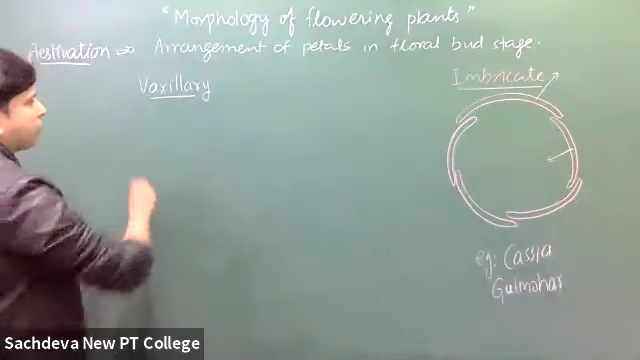 "Morphology of flowering plants"
Aestivation => Arrangement of petals in floral bud stage.
Vaxillary
Imbricate
eg: Cassia
Gulmohar
Sachdeva New PT College